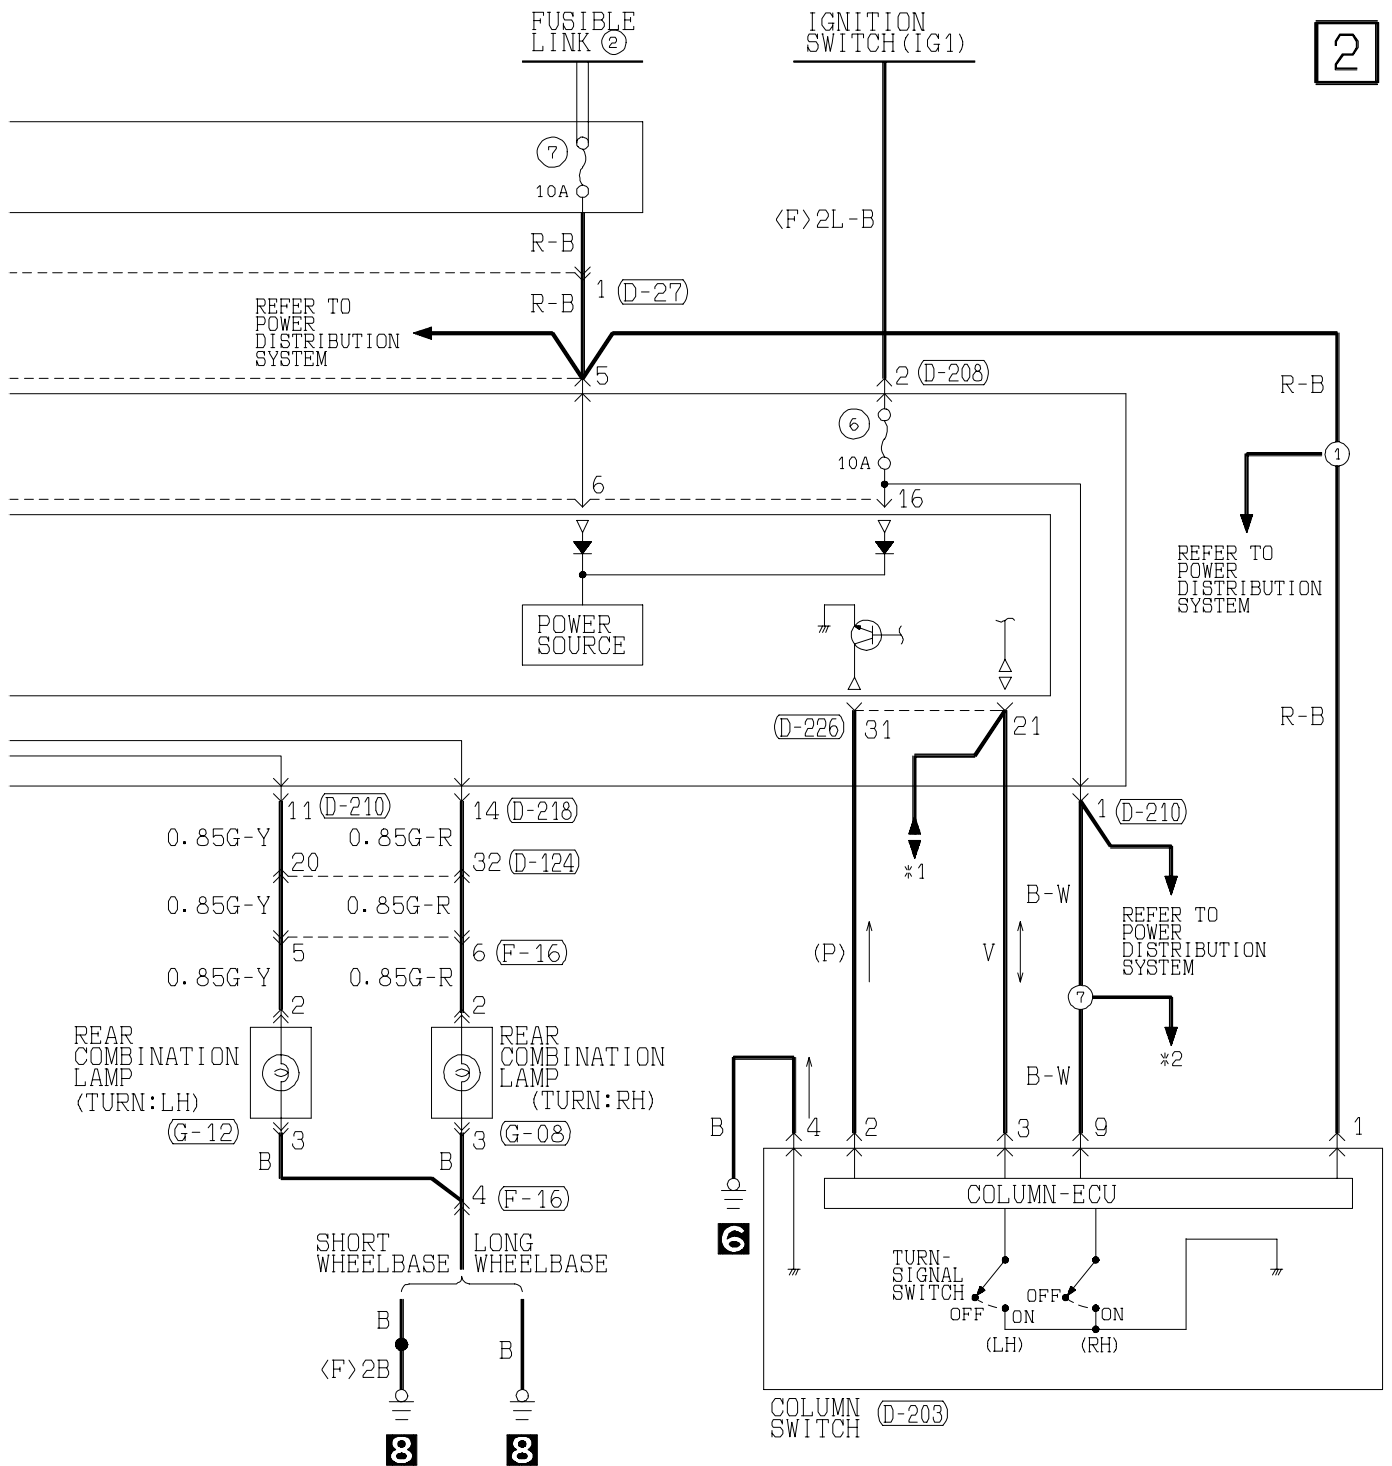 FUSIBLE
LINK ②
IGNITION
SWITCH(IG1)
2
7
10A
R-B
<F>2L-B
1 (D-27)
R-B
REFER TO
POWER
DISTRIBUTION
SYSTEM
5
2 (D-208)
R-B
6
10A
1
6
16
REFER TO
POWER
DISTRIBUTION
SYSTEM
POWER
SOURCE
R-B
(D-226) 31
21
11 (D-210)
14 (D-218)
1 (D-210)
0.85G-Y
0.85G-R
20
32 (D-124)
*1
B-W
0.85G-Y
0.85G-R
REFER TO
POWER
DISTRIBUTION
SYSTEM
5
6 (F-16)
(P)
V
0.85G-Y
0.85G-R
2
2
7
REAR
COMBINATION
LAMP
(TURN:LH)
REAR
COMBINATION
LAMP
(TURN:RH)
*2
B-W
(G-12) 3
3 (G-08)
B
4
2
3
9
1
B
B
4 (F-16)
COLUMN-ECU
6
SHORT
WHEELBASE
LONG
WHEELBASE
TURN-
SIGNAL
SWITCH
OFF
ON
OFF
ON
(LH)
(RH)
B
B
<F>2B
8
8
COLUMN
SWITCH
(D-203)